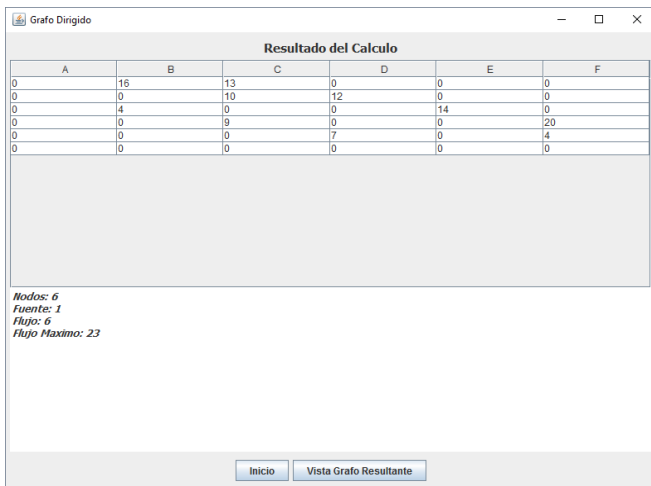 Grafo Dirigido
Resultado del Calculo
A B C D E F
0 16 13 0 0 0
0 0 10 12 0 0
0 4 0 0 14 0
0 0 9 0 0 20
0 0 0 7 0 4
0 0 0 0 0 0
Nodos: 6
Fuente: 1
Flujo: 6
Flujo Maximo: 23
Inicio Vista Grafo Resultante